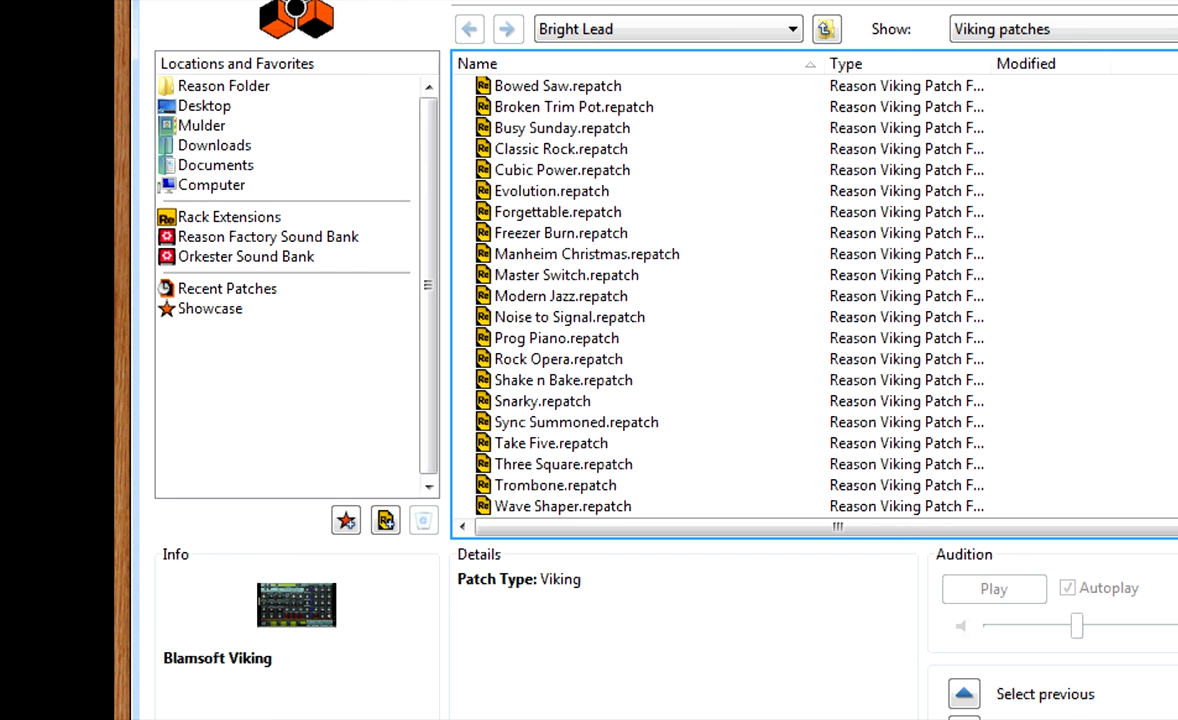 Bright Lead
Show:
Viking patches
Locations and Favorites
Reason Folder
Desktop
Mulder
Downloads
Documents
Computer
Rack Extensions
Reason Factory Sound Bank
Orkester Sound Bank
Recent Patches
Showcase
Name Type Modified
Bowed Saw.repatch Reason Viking Patch F...
Broken Trim Pot.repatch Reason Viking Patch F...
Busy Sunday.repatch Reason Viking Patch F...
Classic Rock.repatch Reason Viking Patch F...
Cubic Power.repatch Reason Viking Patch F...
Evolution.repatch Reason Viking Patch F...
Forgettable.repatch Reason Viking Patch F...
Freezer Burn.repatch Reason Viking Patch F...
Manheim Christmas.repatch Reason Viking Patch F...
Master Switch.repatch Reason Viking Patch F...
Modern Jazz.repatch Reason Viking Patch F...
Noise to Signal.repatch Reason Viking Patch F...
Prog Piano.repatch Reason Viking Patch F...
Rock Opera.repatch Reason Viking Patch F...
Shake n Bake.repatch Reason Viking Patch F...
Snarky.repatch Reason Viking Patch F...
Sync Summoned.repatch Reason Viking Patch F...
Take Five.repatch Reason Viking Patch F...
Three Square.repatch Reason Viking Patch F...
Trombone.repatch Reason Viking Patch F...
Wave Shaper.repatch Reason Viking Patch F...
Info
Blamsoft Viking
Details
Patch Type: Viking
Audition
Play
Autoplay
Select previous